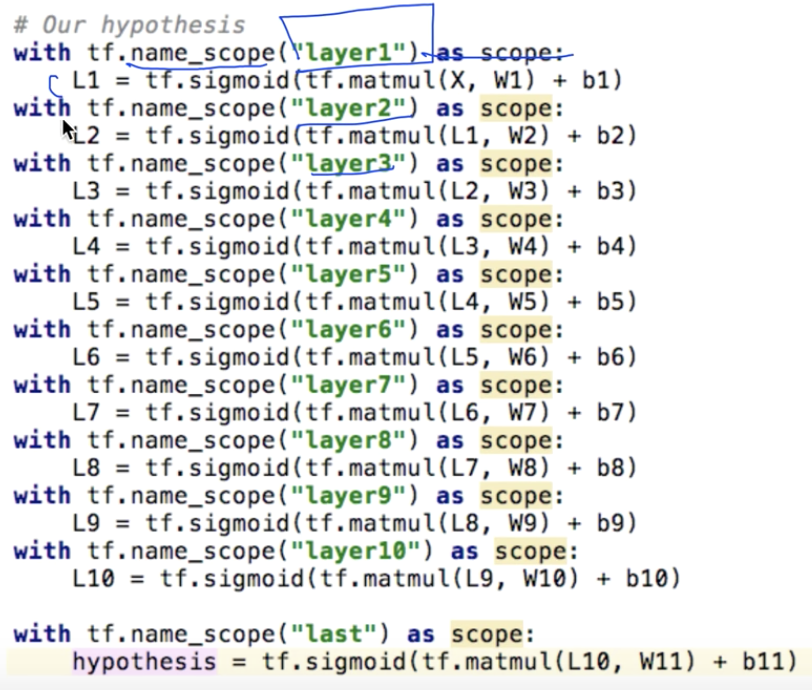 # Our hypothesis
with tf.name_scope("layer1") as scope:
    L1 = tf.sigmoid(tf.matmul(X, W1) + b1)
with tf.name_scope("layer2") as scope:
    L2 = tf.sigmoid(tf.matmul(L1, W2) + b2)
with tf.name_scope("layer3") as scope:
    L3 = tf.sigmoid(tf.matmul(L2, W3) + b3)
with tf.name_scope("layer4") as scope:
    L4 = tf.sigmoid(tf.matmul(L3, W4) + b4)
with tf.name_scope("layer5") as scope:
    L5 = tf.sigmoid(tf.matmul(L4, W5) + b5)
with tf.name_scope("layer6") as scope:
    L6 = tf.sigmoid(tf.matmul(L5, W6) + b6)
with tf.name_scope("layer7") as scope:
    L7 = tf.sigmoid(tf.matmul(L6, W7) + b7)
with tf.name_scope("layer8") as scope:
    L8 = tf.sigmoid(tf.matmul(L7, W8) + b8)
with tf.name_scope("layer9") as scope:
    L9 = tf.sigmoid(tf.matmul(L8, W9) + b9)
with tf.name_scope("layer10") as scope:
    L10 = tf.sigmoid(tf.matmul(L9, W10) + b10)
with tf.name_scope("last") as scope:
    hypothesis = tf.sigmoid(tf.matmul(L10, W11) + b11)